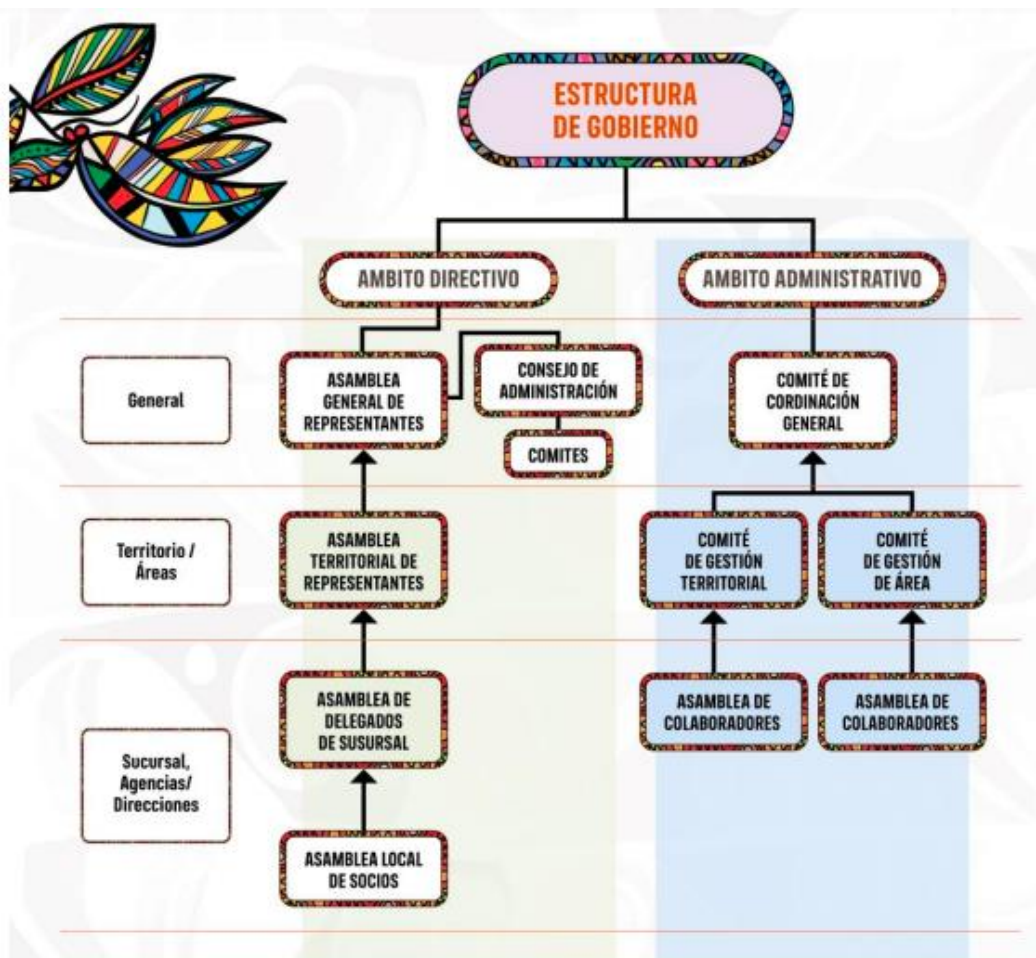 ESTRUCTURA
DE GOBIERNO
AMBITO DIRECTIVO
AMBITO ADMINISTRATIVO
General
ASAMBLEA
GENERAL DE
REPRESENTANTES
CONSEJO DE
ADMINISTRACIÓN
COMITES
COMITÉ DE
CORDINACIÓN
GENERAL
Territorio /
Áreas
ASAMBLEA
TERRITORIAL DE
REPRESENTANTES
COMITÉ
DE GESTIÓN
TERRITORIAL
COMITÉ
DE GESTIÓN
DE ÁREA
Sucursal,
Agencias/
Direcciones
ASAMBLEA DE
DELEGADOS
DE SUSURSAL
ASAMBLEA DE
COLABORADORES
ASAMBLEA DE
COLABORADORES
ASAMBLEA LOCAL
DE SOCIOS